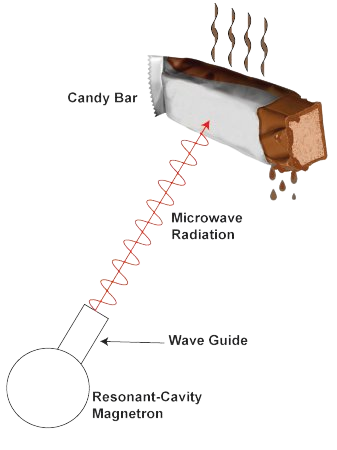 Candy Bar
Microwave
Radiation
Wave Guide
Resonant-Cavity
Magnetron